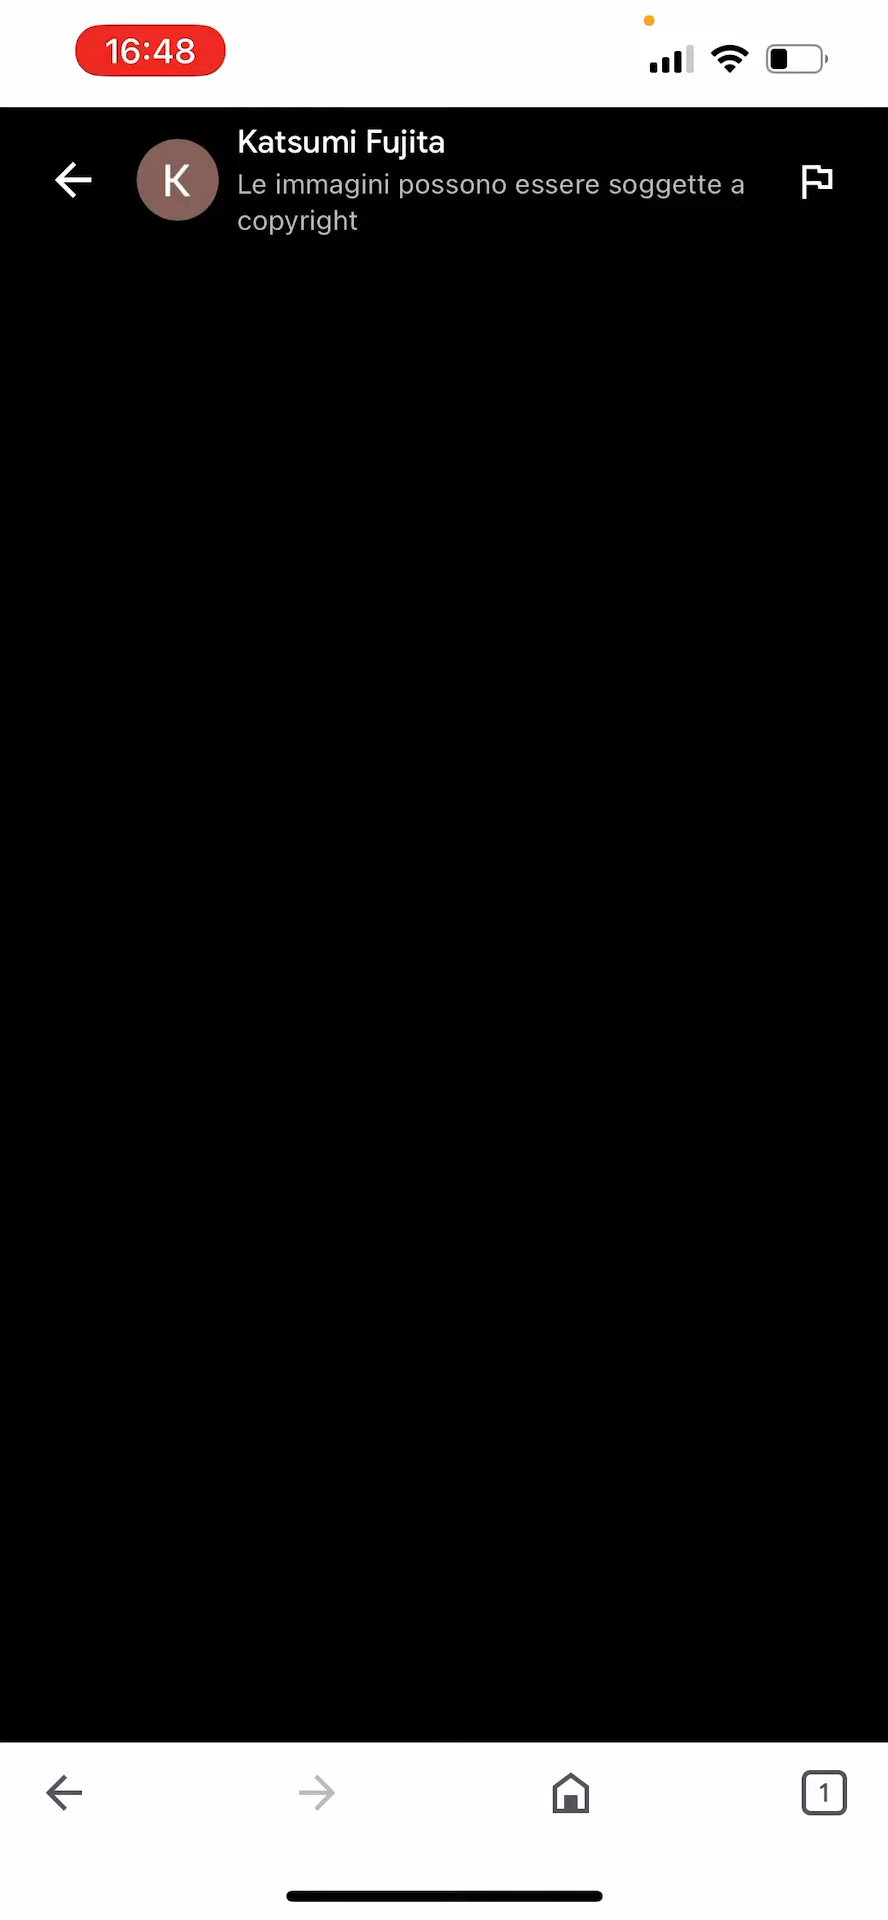 16:48
K
Katsumi Fujita
Le immagini possono essere soggette a
copyright
1